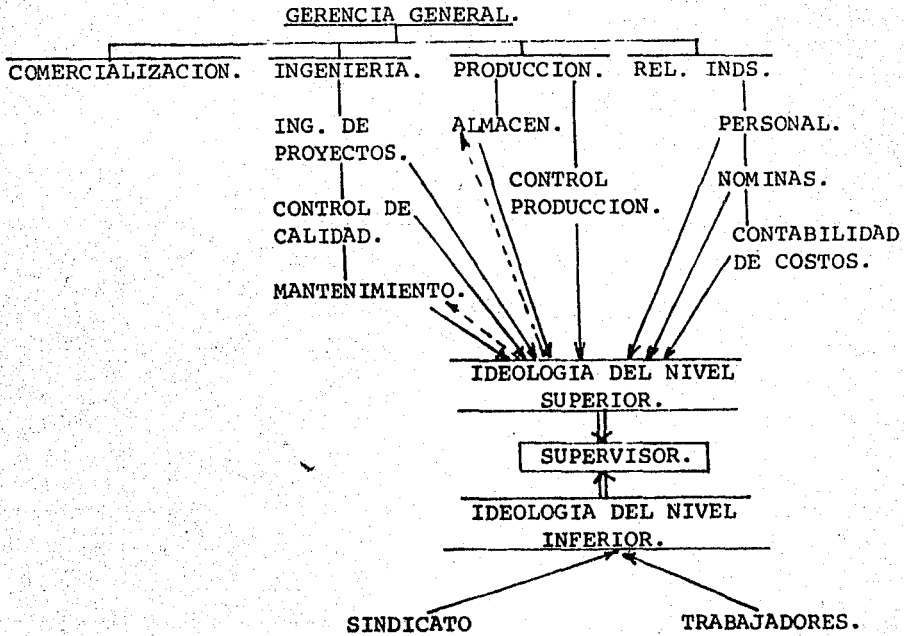 GERENCIA GENERAL.
COMERCIALIZACION.
INGENIERIA.
PRODUCCION.
REL. INDS.
ING. DE
PROYECTOS.
CONTROL DE
CALIDAD.
MANTENIMIENTO.
ALMACEN.
CONTROL
PRODUCCION.
PERSONAL.
NOMINAS.
CONTABILIDAD
DE COSTOS.
IDEOLOGIA DEL NIVEL
SUPERIOR.
SUPERVISOR.
IDEOLOGIA DEL NIVEL
INFERIOR.
SINDICATO
TRABAJADORES.